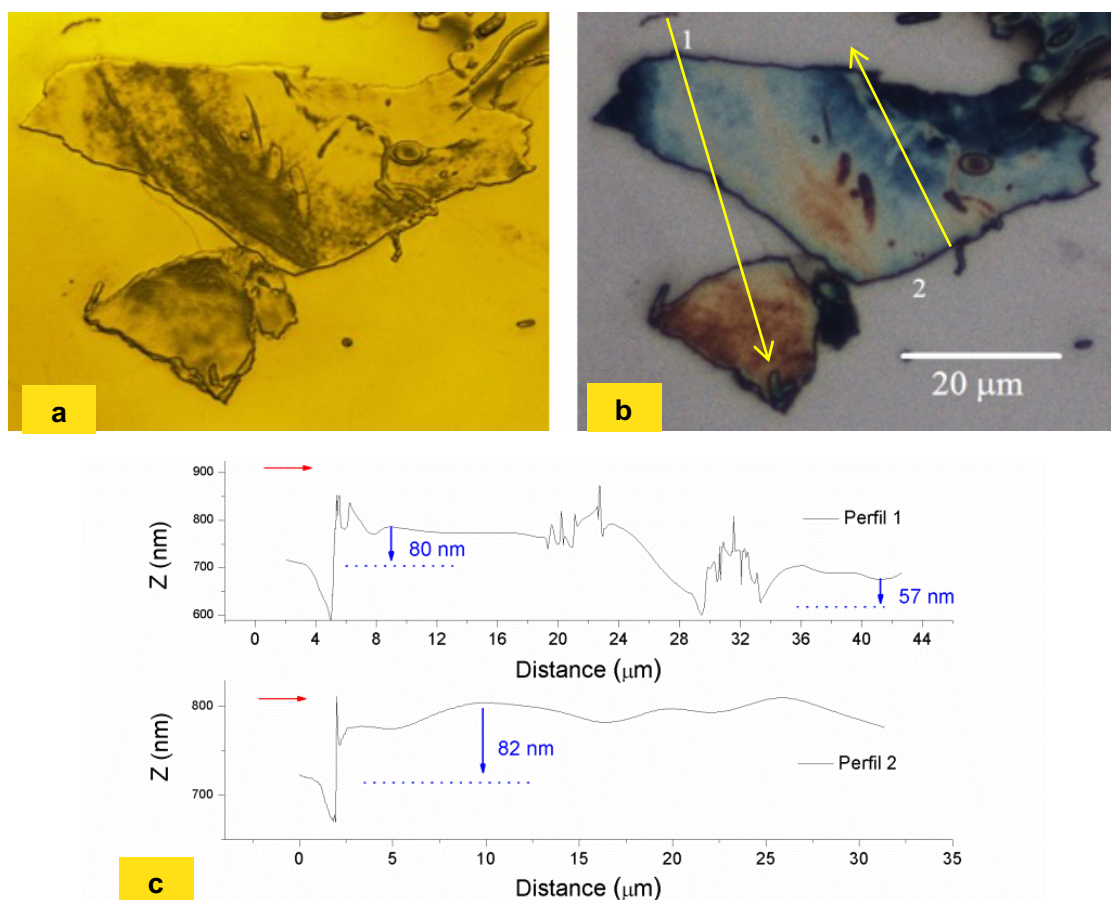 1
2
20 μm
a
b
900
800
700
600
Z (nm)
80 nm
57 nm
Perfil 1
0 4 8 12 16 20 24 28 32 36 40 44
Distance (μm)
800
700
Z (nm)
82 nm
Perfil 2
0 5 10 15 20 25 30 35
Distance (μm)
c